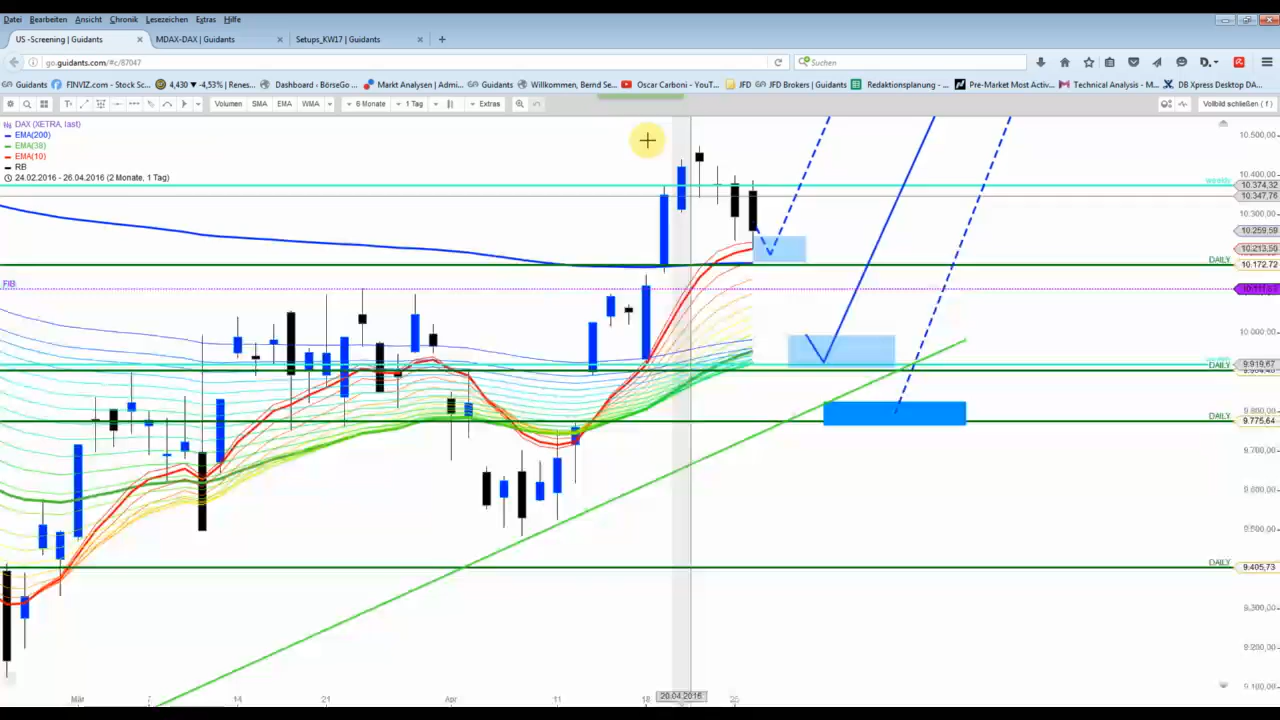 Datei Bearbeiten Ansicht Chronik Lesezeichen Extras Hilfe
US -Screening | Guidants
MDAX-DAX | Guidants
Setups_KW17 | Guidants
go.guidants.com/#c/87047
Suchen
Guidants FINVIZ.com - Stock Sc... 4,430 ▼ -4,53% | Renes... Dashboard ‹ BörseGo ... Markt Analysen | Admi... Guidants Willkommen, Bernd Se... Oscar Carboni - YouT... JFD JFD Brokers | Guidants Redaktionsplanung - ... Pre-Market Most Activ... Technical Analysis - M... DB Xpress Desktop DA...
Volumen SMA EMA WMA 6 Monate 1 Tag Extras Vollbild schließen ( f )
DAX (XETRA, last)
EMA(200)
EMA(38)
EMA(10)
RB
24.02.2016 - 26.04.2016 (2 Monate, 1 Tag)
10.500,00
10.400,00
10.374,32
10.347,76
10.300,00
10.259,59
10.213,50
DAILY
10.172,72
FIB
10.000,00
9.919,67
DAILY
DAILY
9.775,64
9.700,00
9.600,00
9.500,00
DAILY
9.405,73
9.300,00
9.200,00
9.100,00
Mär 7 14 21 Apr 11 18 20.04.2016 25